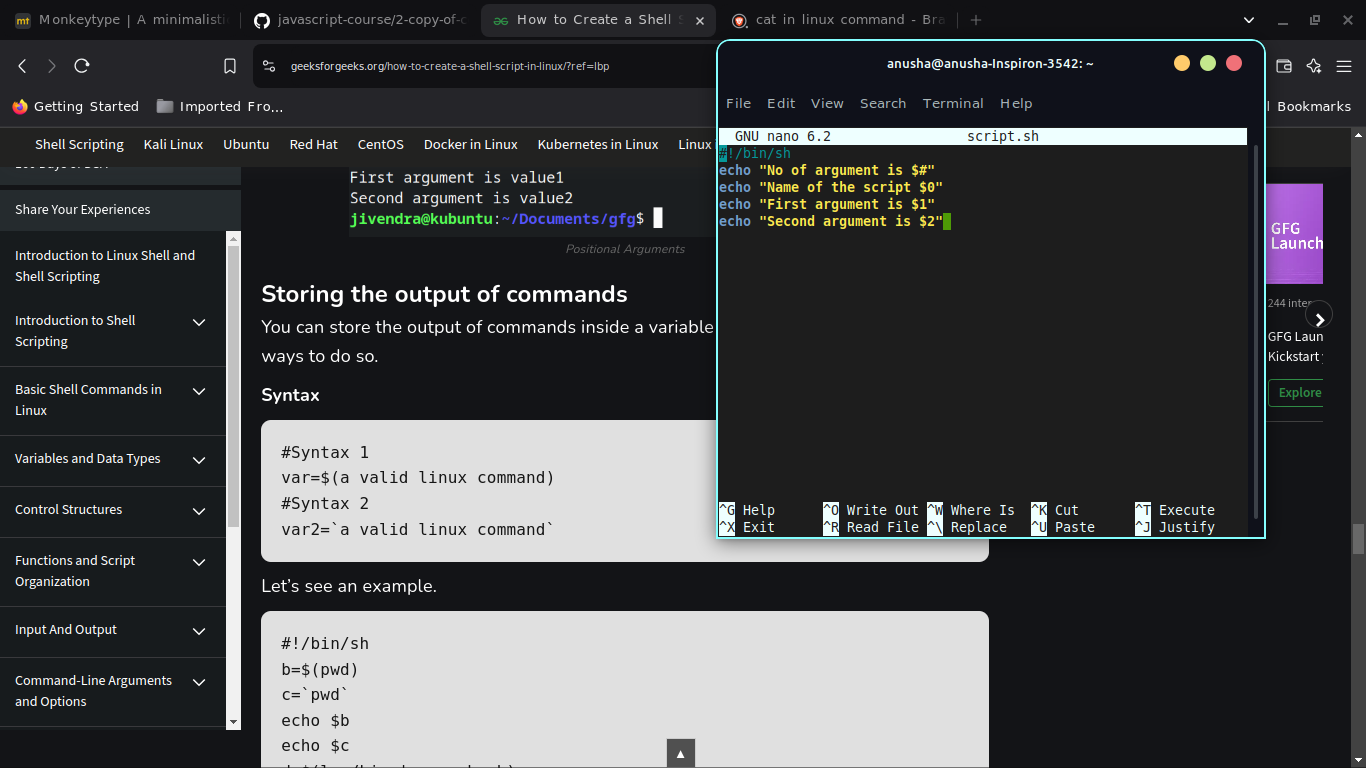 Monkeytype | A minimalisti
javascript-course/2-copy-of-c
How to Create a Shell S
cat in linux command - Bra
geeksforgeeks.org/how-to-create-a-shell-script-in-linux/?ref=lbp
Getting Started
Imported Fro...
Bookmarks
Shell Scripting
Kali Linux
Ubuntu
Red Hat
CentOS
Docker in Linux
Kubernetes in Linux
Linux
Share Your Experiences
Introduction to Linux Shell and
Shell Scripting
Introduction to Shell
Scripting
Basic Shell Commands in
Linux
Variables and Data Types
Control Structures
Functions and Script
Organization
Input And Output
Command-Line Arguments
and Options
First argument is value1
Second argument is value2
jivendra@kubuntu:~/Documents/gfg$
Positional Arguments
Storing the output of commands
You can store the output of commands inside a variable
ways to do so.
Syntax
#Syntax 1
var=$(a valid linux command)
#Syntax 2
var2=`a valid linux command`
Let’s see an example.
#!/bin/sh
b=$(pwd)
c=`pwd`
echo $b
echo $c
anusha@anusha-Inspiron-3542: ~
File Edit View Search Terminal Help
GNU nano 6.2 script.sh
#!/bin/sh
echo "No of argument is $#"
echo "Name of the script $0"
echo "First argument is $1"
echo "Second argument is $2"
^G Help ^O Write Out ^W Where Is ^K Cut ^T Execute
^X Exit ^R Read File ^\ Replace ^U Paste ^J Justify
GFG
Launch
244 inter
GFG Laun
Kickstart
Explore